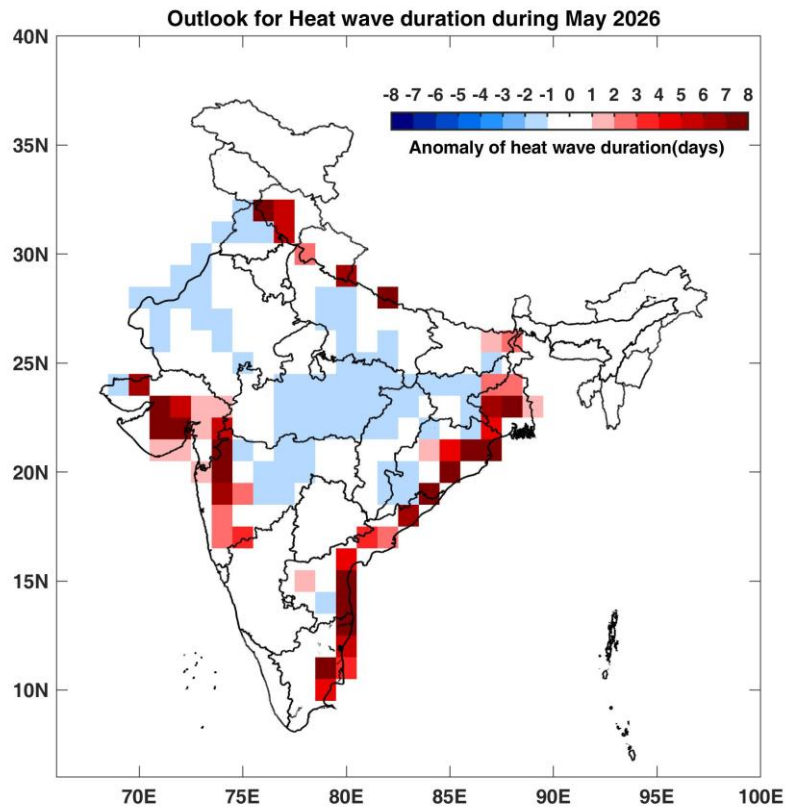 Outlook for Heat wave duration during May 2026
40N
-8 -7 -6 -5 -4 -3 -2 -1 0 1 2 3 4 5 6 7 8
Anomaly of heat wave duration(days)
35N
30N
25N
20N
15N
10N
70E 75E 80E 85E 90E 95E 100E